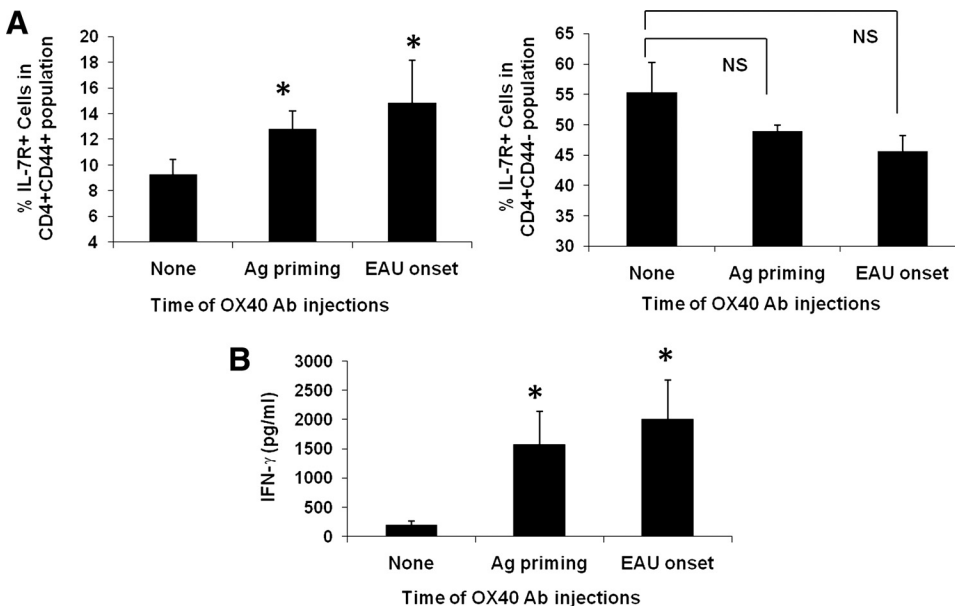 A
% IL-7R+ Cells in
CD4+CD44+ population
20
18
16
14
12
10
8
6
4
*
*
None
Ag priming
EAU onset
Time of OX40 Ab injections
% IL-7R+ Cells in
CD4+CD44- population
65
60
55
50
45
40
35
30
NS
NS
None
Ag priming
EAU onset
Time of OX40 Ab injections
B
IFN-γ (pg/ml)
3000
2500
2000
1500
1000
500
0
*
*
None
Ag priming
EAU onset
Time of OX40 Ab injections